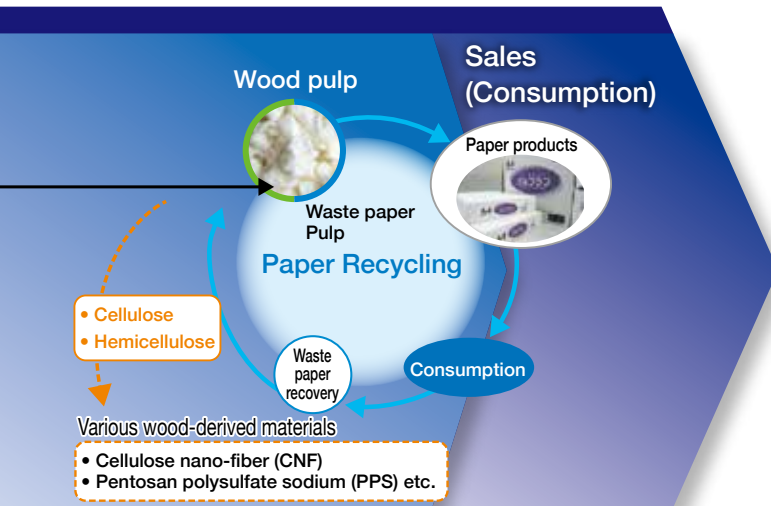 Sales
(Consumption)
Wood pulp
Paper products
Waste paper
Pulp
Paper Recycling
• Cellulose
• Hemicellulose
Waste
paper
recovery
Consumption
Various wood-derived materials
• Cellulose nano-fiber (CNF)
• Pentosan polysulfate sodium (PPS) etc.